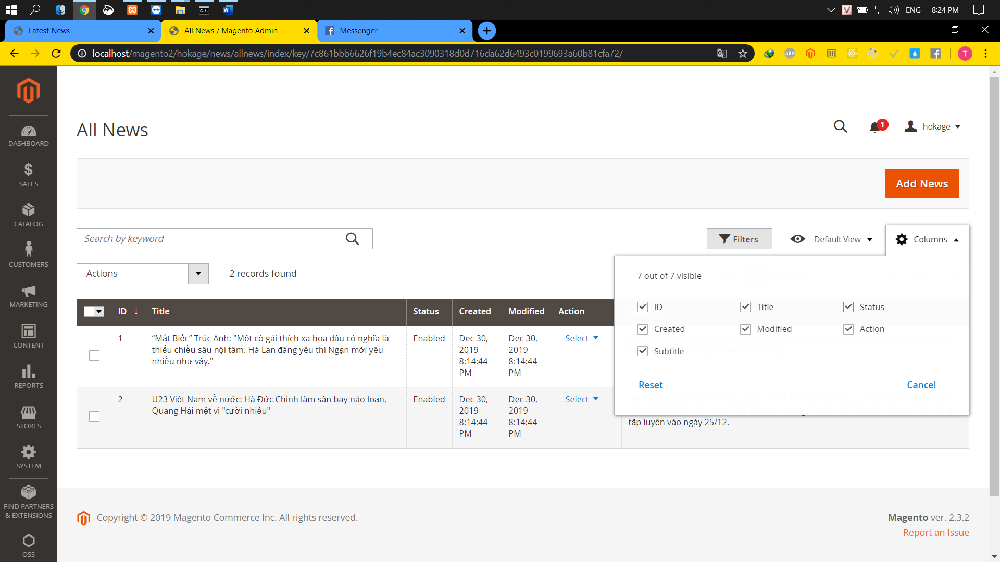 ENG
8:24 PM
Latest News
All News / Magento Admin
Messenger
localhost/magento2/hokage/news/allnews/index/key/7c861bbb6626f19b4ec84ac3090318d0d716da62d6493c0199693a60b81cfa72/
ABP
T
DASHBOARD
SALES
CATALOG
CUSTOMERS
MARKETING
CONTENT
REPORTS
STORES
SYSTEM
FIND PARTNERS
& EXTENSIONS
OSS
All News
1
hokage
Add News
Search by keyword
Filters
Default View
Columns
Actions
2 records found
7 out of 7 visible
ID
Title
Status
Created
Modified
Action
Subtitle
Reset
Cancel
ID ↓ Title Status Created Modified Action
1
“Mắt Biếc” Trúc Anh: "Một cô gái thích xa hoa đâu có nghĩa là
thiếu chiều sâu nội tâm. Hà Lan đáng yêu thì Ngạn mới yêu
nhiều như vậy."
Enabled
Dec 30,
2019
8:14:44
PM
Dec 30,
2019
8:14:44
PM
Select
2
U23 Việt Nam về nước: Hà Đức Chinh làm sân bay náo loạn,
Quang Hải mệt vì "cười nhiều"
Enabled
Dec 30,
2019
8:14:44
PM
Dec 30,
2019
8:14:44
PM
Select
tập luyện vào ngày 25/12.
Copyright © 2019 Magento Commerce Inc. All rights reserved.
Magento ver. 2.3.2
Report an Issue